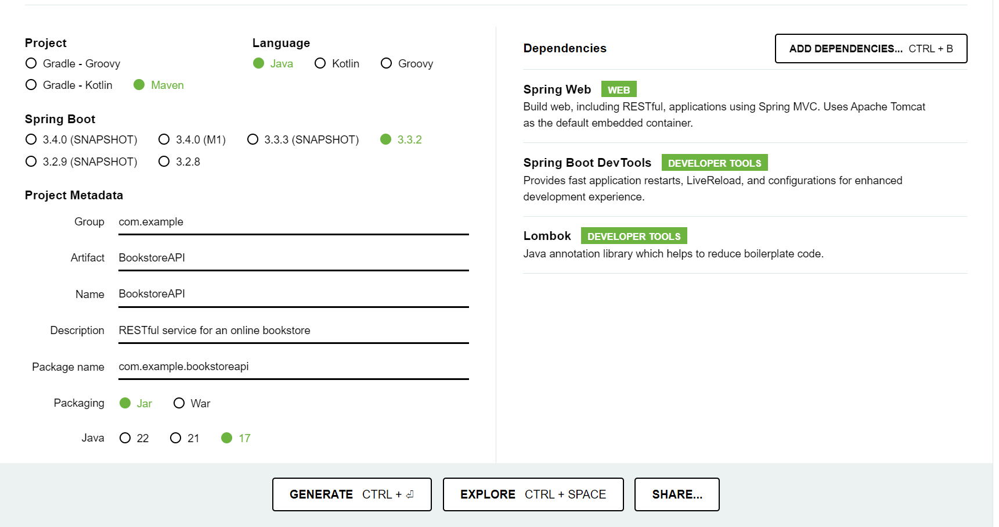 Project
Gradle - Groovy
Gradle - Kotlin Maven
Language
Java Kotlin Groovy
Spring Boot
3.4.0 (SNAPSHOT) 3.4.0 (M1) 3.3.3 (SNAPSHOT) 3.3.2
3.2.9 (SNAPSHOT) 3.2.8
Project Metadata
Group com.example
Artifact BookstoreAPI
Name BookstoreAPI
Description RESTful service for an online bookstore
Package name com.example.bookstoreapi
Packaging Jar War
Java 22 21 17
Dependencies ADD DEPENDENCIES... CTRL + B
Spring Web WEB
Build web, including RESTful, applications using Spring MVC. Uses Apache Tomcat
as the default embedded container.
Spring Boot DevTools DEVELOPER TOOLS
Provides fast application restarts, LiveReload, and configurations for enhanced
development experience.
Lombok DEVELOPER TOOLS
Java annotation library which helps to reduce boilerplate code.
GENERATE CTRL + ⏎ EXPLORE CTRL + SPACE SHARE...